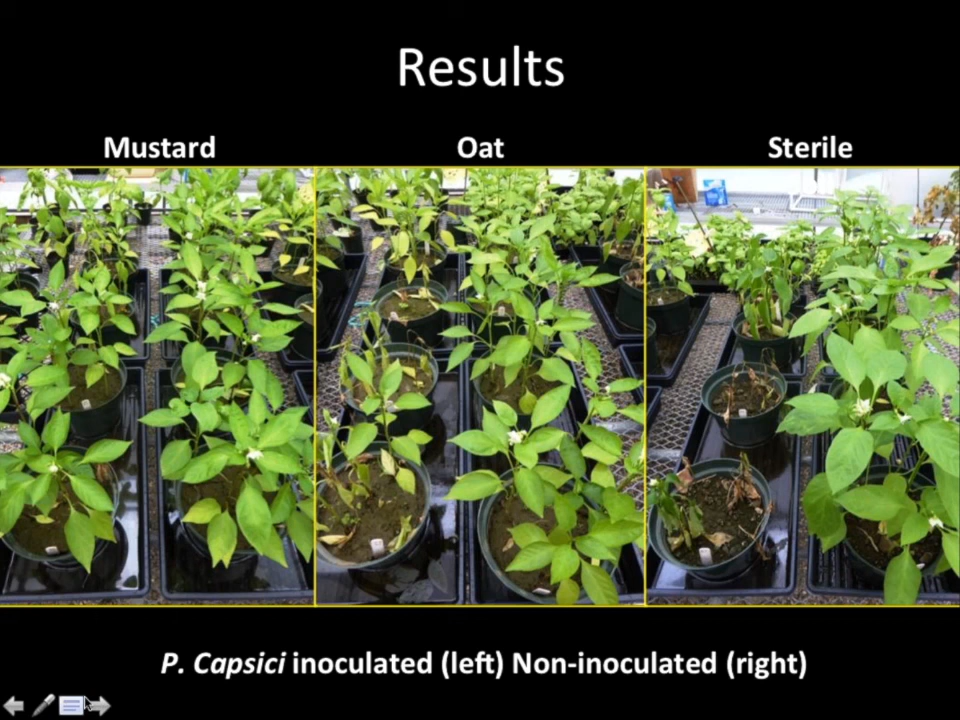 Results
Mustard
Oat
Sterile
P. Capsici inoculated (left) Non-inoculated (right)